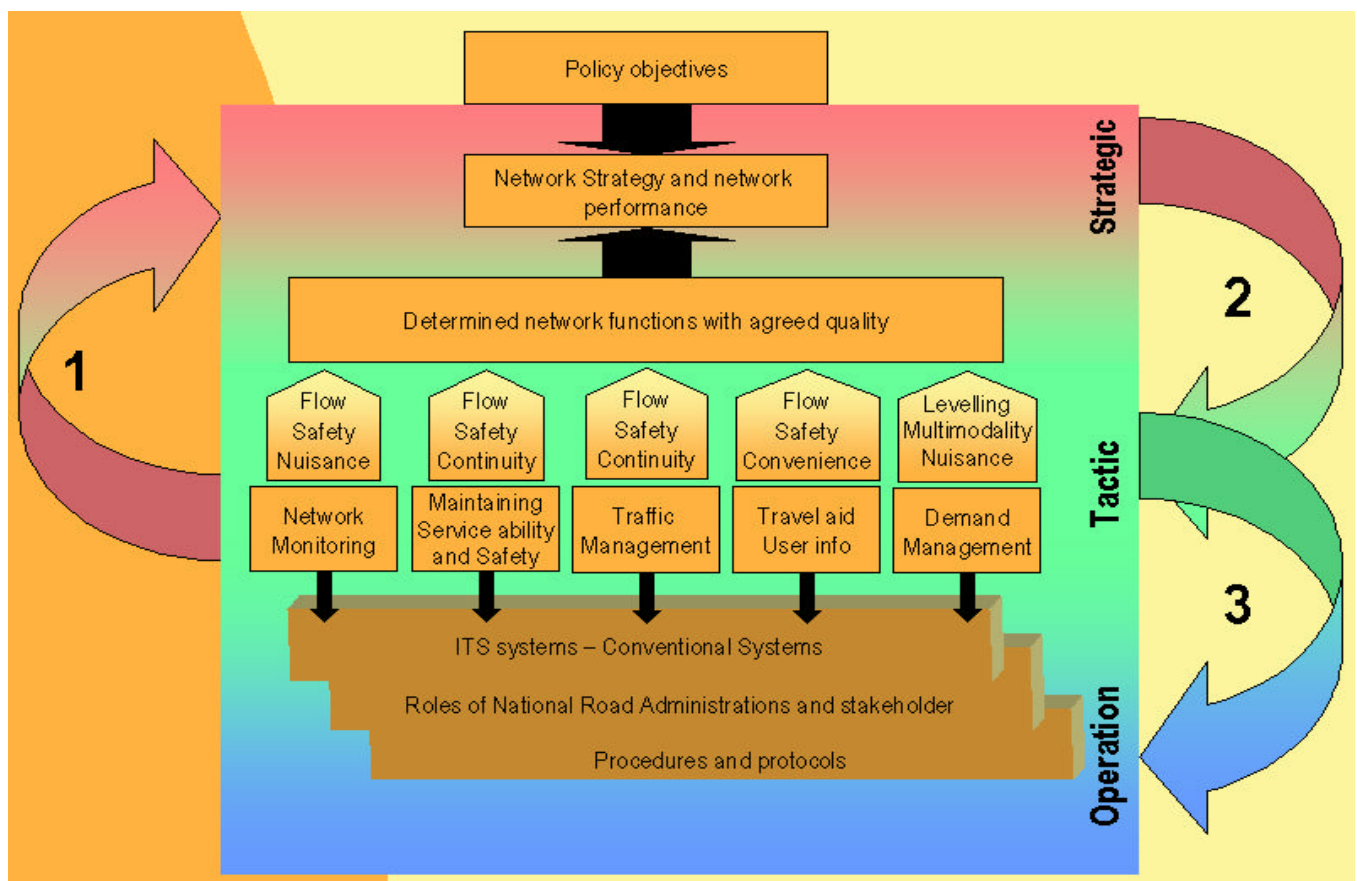 Policy objectives
Strategic
Network Strategy and network
performance
2
Determined network functions with agreed quality
1
Flow
Safety
Nuisance
Flow
Safety
Continuity
Flow
Safety
Continuity
Flow
Safety
Convenience
Levelling
Multimodality
Nuisance
Tactic
Network
Monitoring
Maintaining
Service ability
and Safety
Traffic
Management
Travel aid
User info
Demand
Management
3
ITS systems – Conventional Systems
Roles of National Road Administrations and stakeholder
Procedures and protocols
Operation